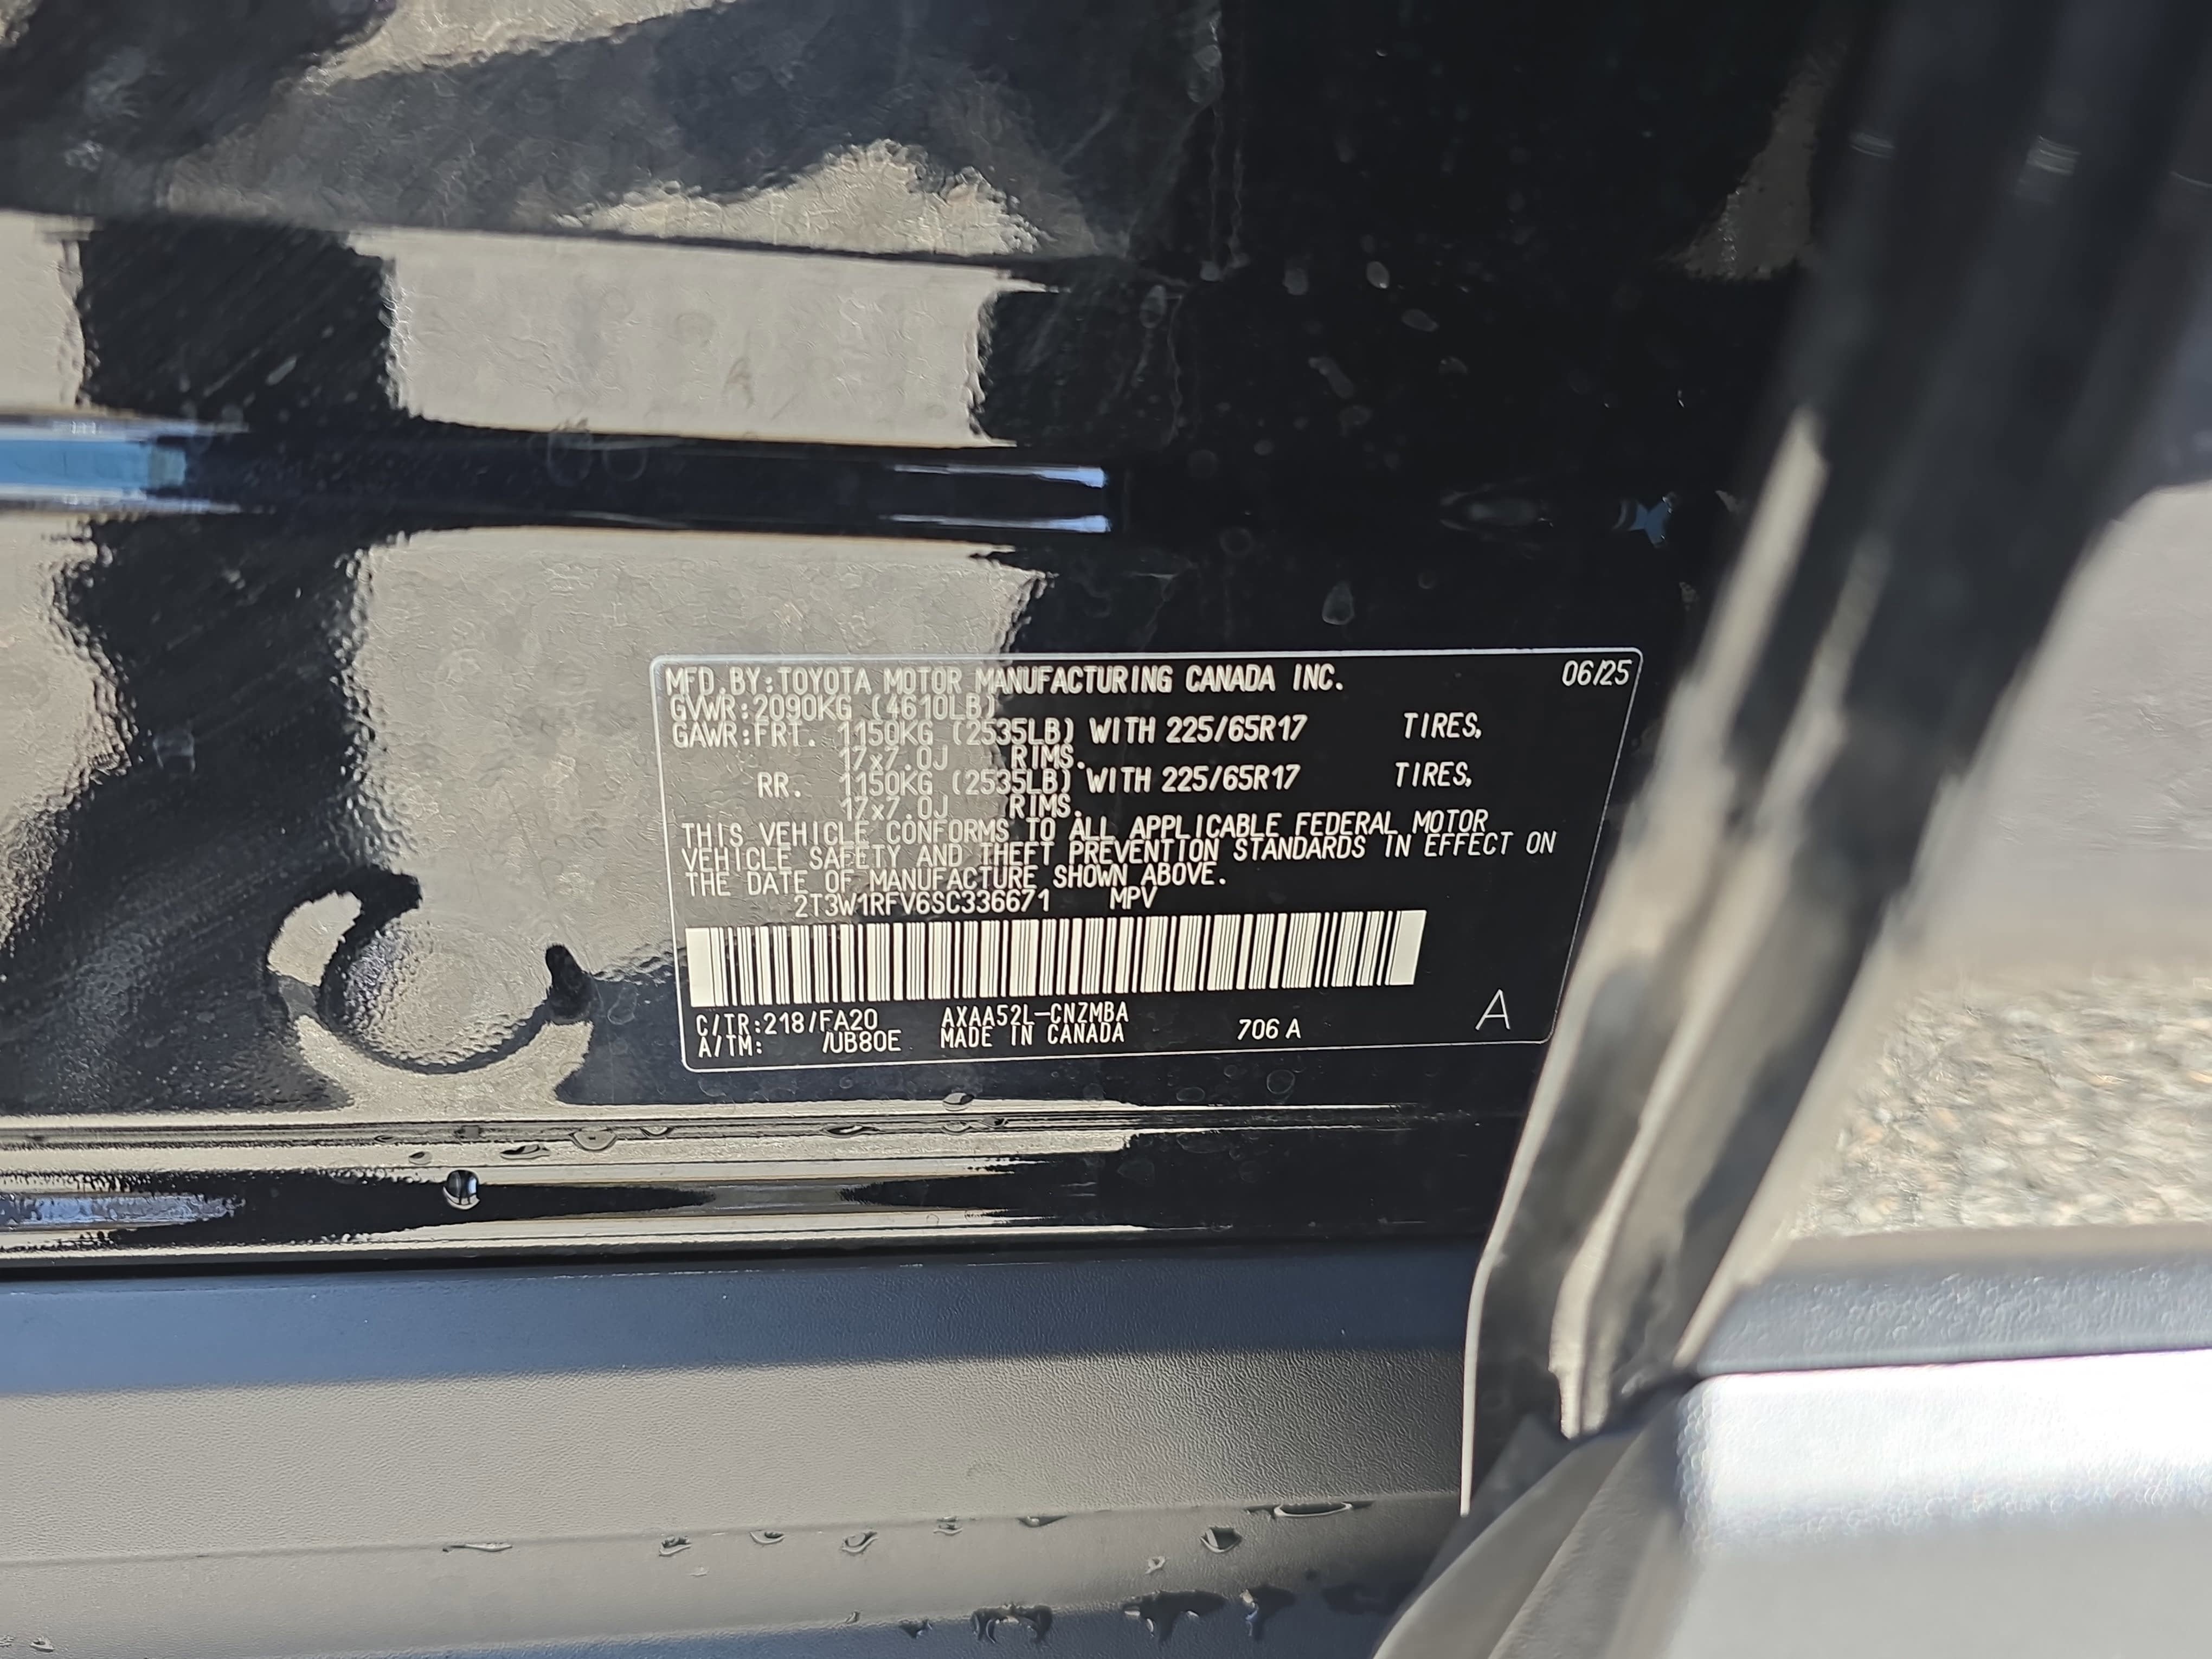 MFD.BY:TOYOTA MOTOR MANUFACTURING CANADA INC. 06/25
GVWR:2090KG (4610LB)
GAWR:FRT. 1150KG (2535LB) WITH 225/65R17 TIRES,
17x7.0J RIMS.
RR. 1150KG (2535LB) WITH 225/65R17 TIRES,
17x7.0J RIMS.
THIS VEHICLE CONFORMS TO ALL APPLICABLE FEDERAL MOTOR
VEHICLE SAFETY AND THEFT PREVENTION STANDARDS IN EFFECT ON
THE DATE OF MANUFACTURE SHOWN ABOVE.
2T3W1RFV6SC336671 MPV
C/TR:218/FA20 AXAA52L-CNZMBA
A/TM: /UB80E MADE IN CANADA 706 A A